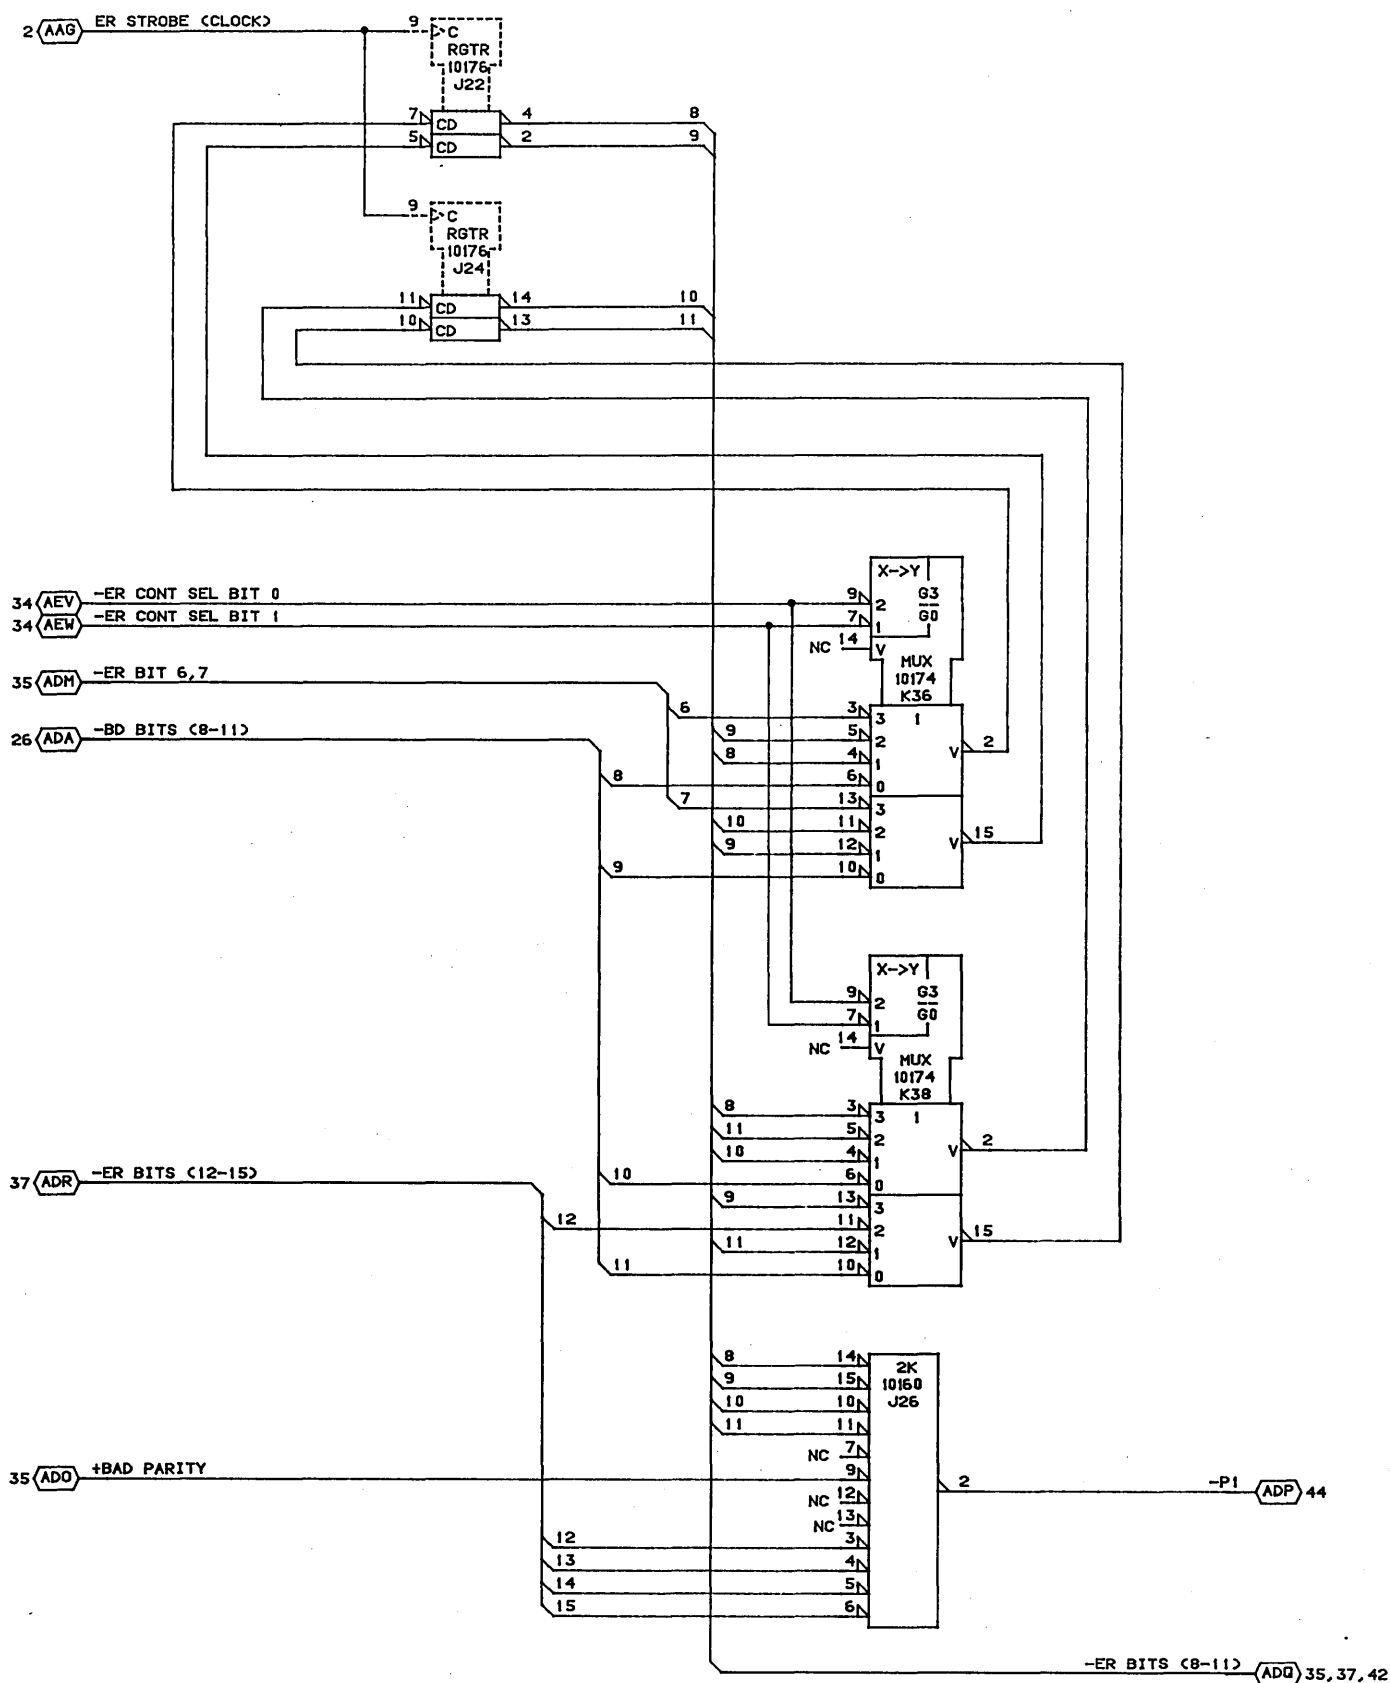 2 AAG ER STROBE (CLOCK)
9 C
RGTR
10176
J22
7 CD 4 8
5 CD 2 9
9 C
RGTR
10176
J24
11 CD 14 10
10 CD 13 11
X->Y
34 AEV -ER CONT SEL BIT 0 9 2 G3
34 AEW -ER CONT SEL BIT 1 7 1 G0
NC 14 V
MUX
10174
K36
35 ADM -ER BIT 6,7
6 3 3 1
26 ADA -BD BITS (8-11)
9 5 2
8 4 1 V 2
8 6 0
7 13 3
10 11 2
9 12 1 V 15
9 10 0
X->Y
9 2 G3
7 1 G0
NC 14 V
MUX
10174
K38
8 3 3 1
11 5 2
10 4 1 V 2
37 ADR -ER BITS (12-15)
10 6 0
9 13 3
12 11 2
11 12 1 V 15
11 10 0
8 14 2K
9 15 10160
10 10 J26
11 11
NC 7
35 ADO +BAD PARITY 9
2 -P1 ADP 44
NC 12
NC 13
12 3
13 4
14 5
15 6
-ER BITS (8-11) ADQ 35,37,42